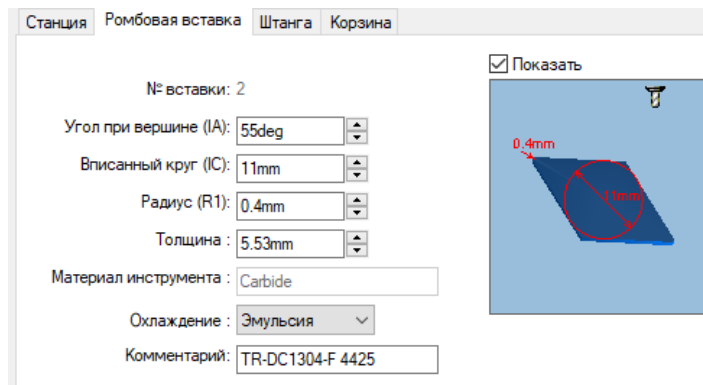 Станция Ромбовая вставка Штанга Корзина
Показать
№ вставки: 2
Угол при вершине (IA): 55deg
Вписанный круг (IC): 11mm
Радиус (R1): 0.4mm
Толщина : 5.53mm
Материал инструмента : Carbide
Охлаждение : Эмульсия
Комментарий: TR-DC1304-F 4425
0.4mm
11mm